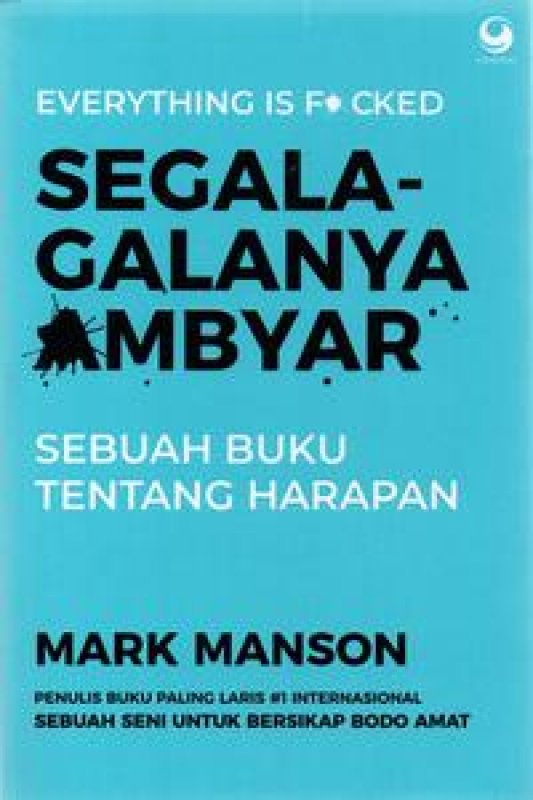 EVERYTHING IS F● CKED
SEGALA-
GALANYA
AMBYAR
SEBUAH BUKU
TENTANG HARAPAN
MARK MANSON
PENULIS BUKU PALING LARIS #1 INTERNASIONAL
SEBUAH SENI UNTUK BERSIKAP BODO AMAT